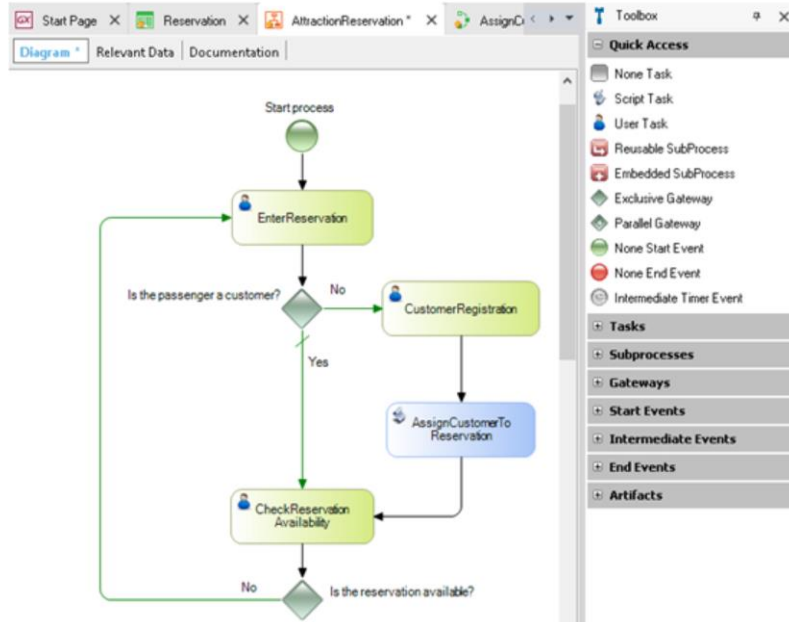 GX Start Page X Reservation X AttractionReservation * X AssignCu
Diagram * Relevant Data Documentation
Start process
EnterReservation
Is the passenger a customer?
No
CustomerRegistration
Yes
AssignCustomerTo
Reservation
CheckReservation
Availability
No
Is the reservation available?
Toolbox
Quick Access
None Task
Script Task
User Task
Reusable SubProcess
Embedded SubProcess
Exclusive Gateway
Parallel Gateway
None Start Event
None End Event
Intermediate Timer Event
Tasks
Subprocesses
Gateways
Start Events
Intermediate Events
End Events
Artifacts